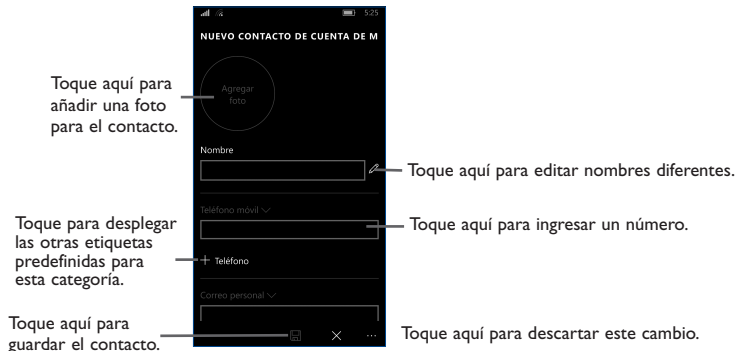 5:25
NUEVO CONTACTO DE CUENTA DE M
Agregar
foto
Toque aquí para
añadir una foto
para el contacto.
Nombre
Toque aquí para editar nombres diferentes.
Teléfono móvil
Toque aquí para ingresar un número.
Toque para desplegar
las otras etiquetas
predefinidas para
esta categoría.
+ Teléfono
Correo personal
Toque aquí para
guardar el contacto.
Toque aquí para descartar este cambio.